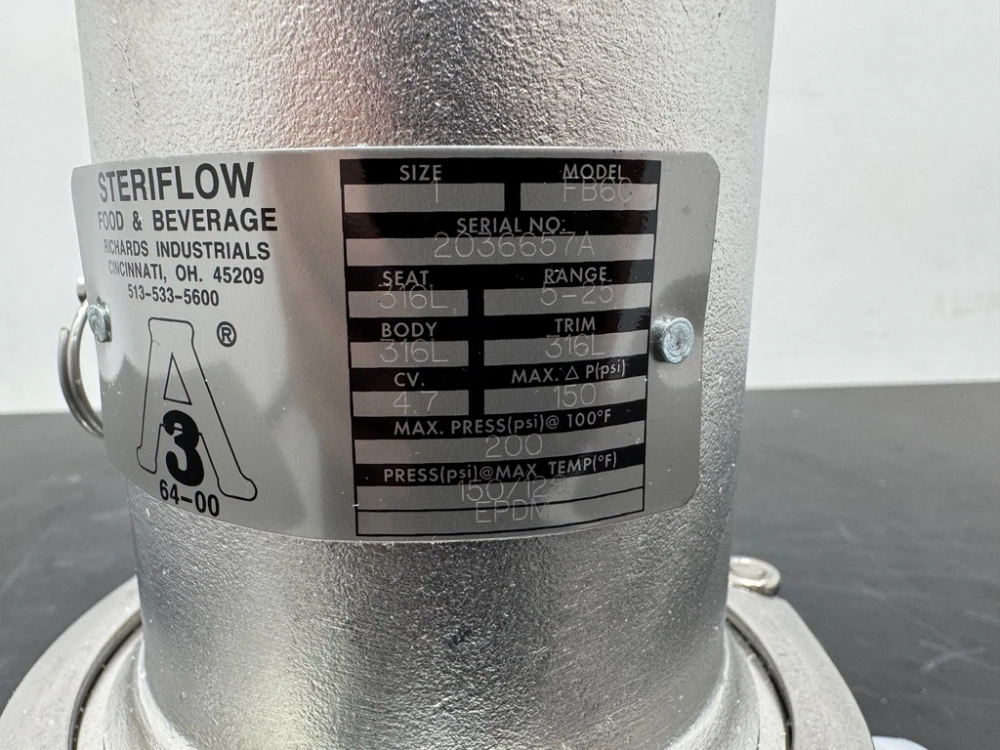 STERIFLOW
FOOD & BEVERAGE
RICHARDS INDUSTRIALS
CINCINNATI, OH. 45209
513-533-5600
®
A
3
64-00
SIZE MODEL
1
SERIAL NO.
2036657A
SEAT RANGE
316L 5-25
BODY TRIM
316L 316L
CV. MAX. Δ P(psi)
4.7 150
MAX. PRESS(psi)@ 100°F
200
PRESS(psi)@MAX. TEMP(°F)
EPDM